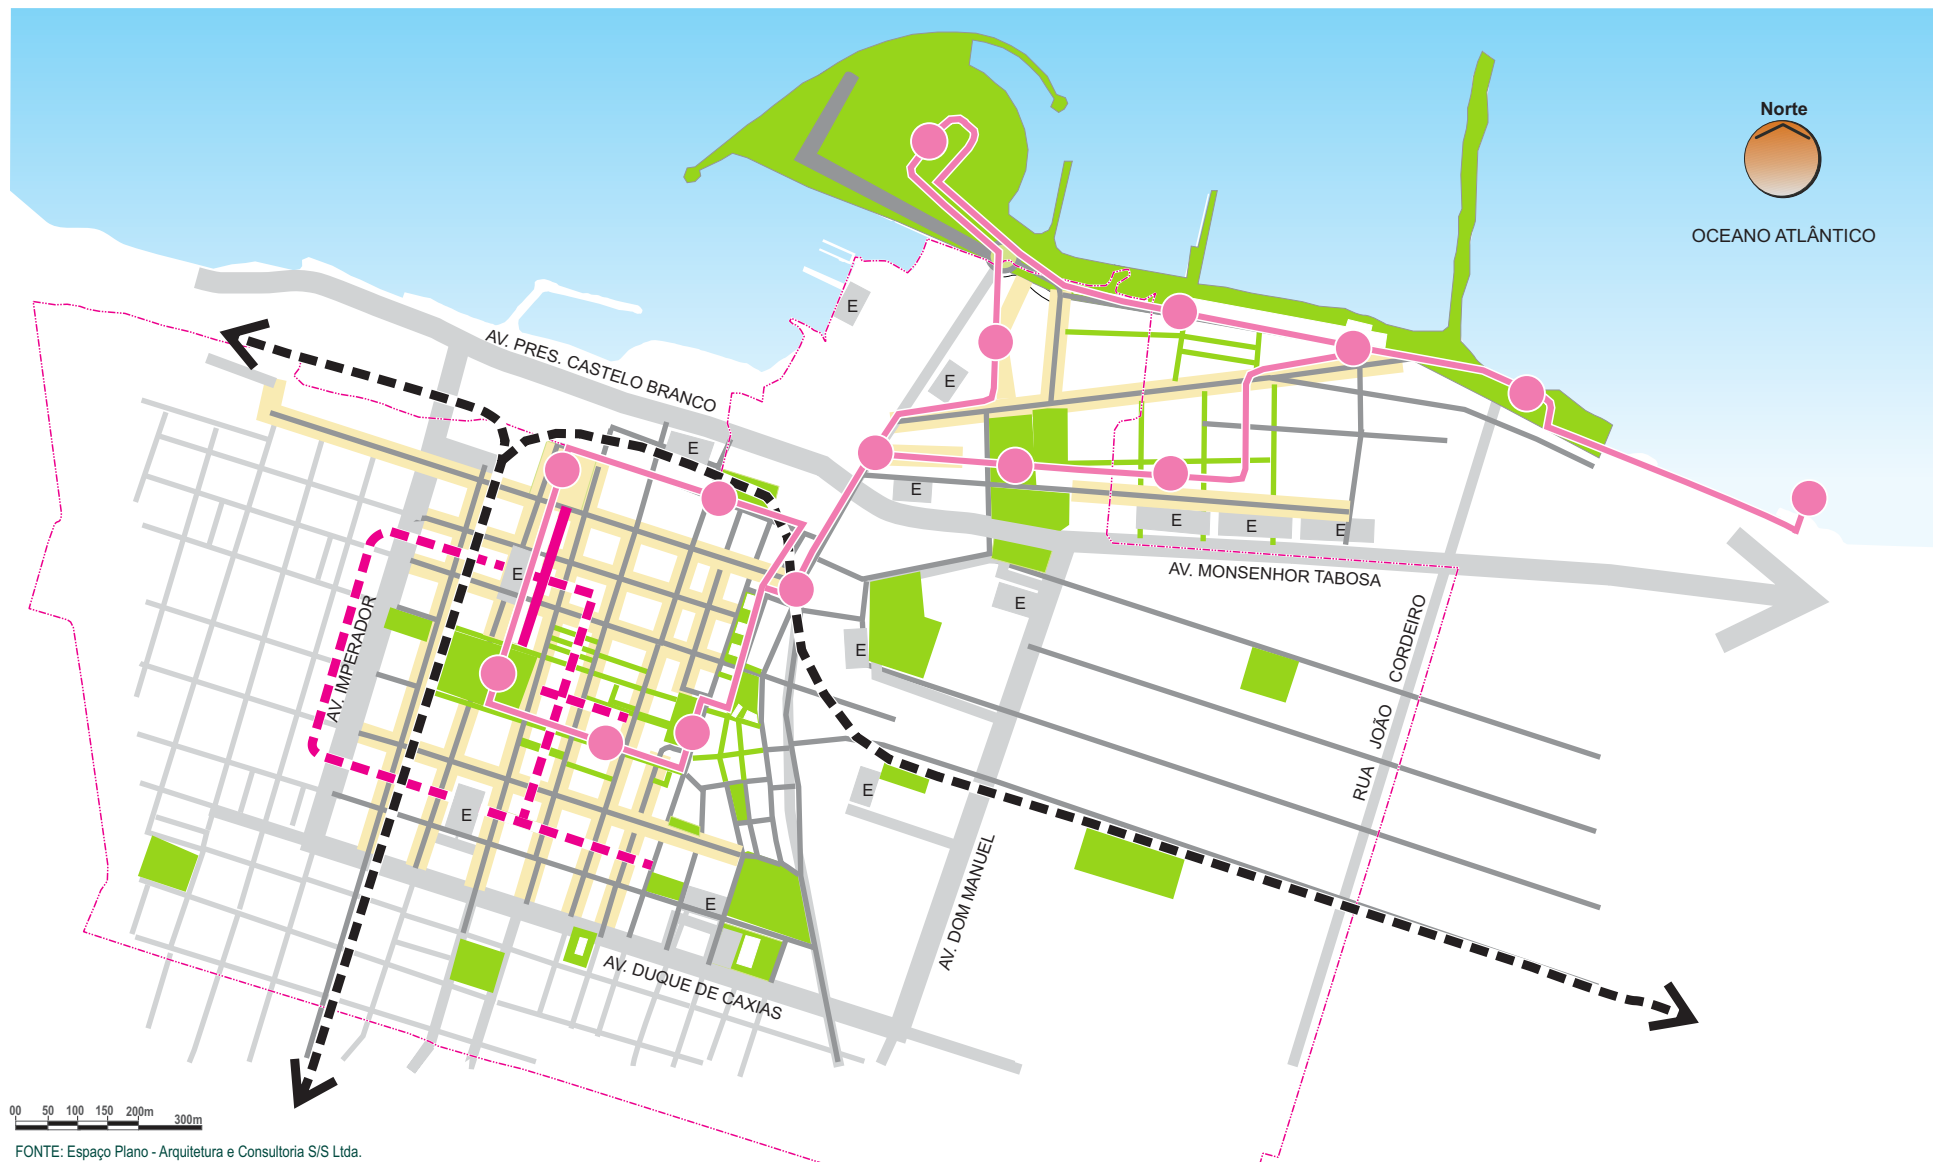 Norte
OCEANO ATLÂNTICO
E
AV. PRES. CASTELO BRANCO
E
E
E
E
E
E
E
AV. MONSENHOR TABOSA
E
E
E
AV. IMPERADOR
RUA JOÃO CORDEIRO
E
E
E
AV. DOM MANUEL
AV. DUQUE DE CAXIAS
00 50 100 150 200m 300m
FONTE: Espaço Plano - Arquitetura e Consultoria S/S Ltda.